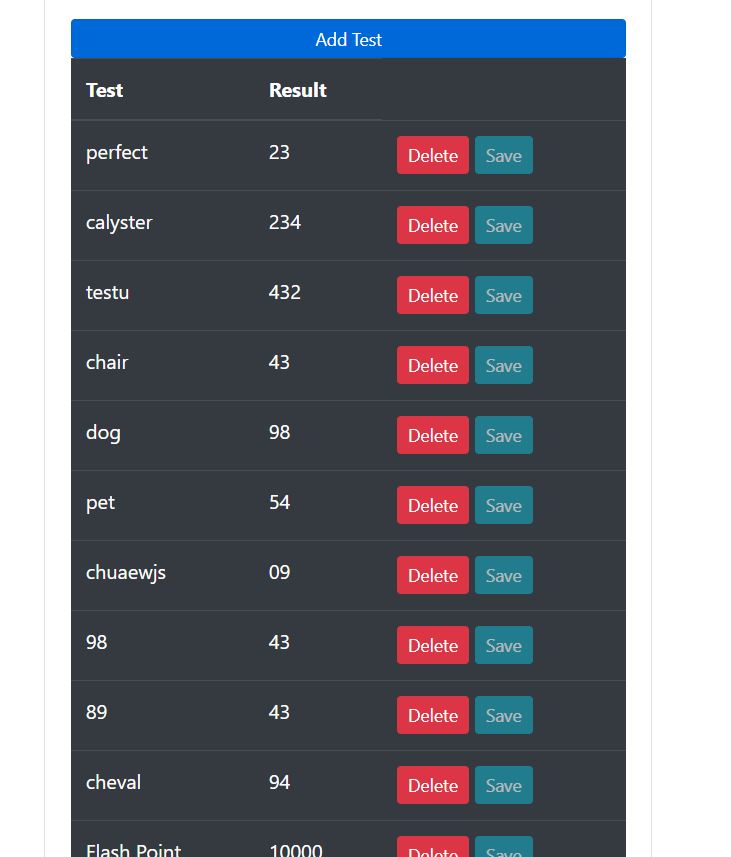 Add Test
Test Result
perfect 23 Delete Save
calyster 234 Delete Save
testu 432 Delete Save
chair 43 Delete Save
dog 98 Delete Save
pet 54 Delete Save
chuaewjs 09 Delete Save
98 43 Delete Save
89 43 Delete Save
cheval 94 Delete Save
Flash Point 10000 Delete Save